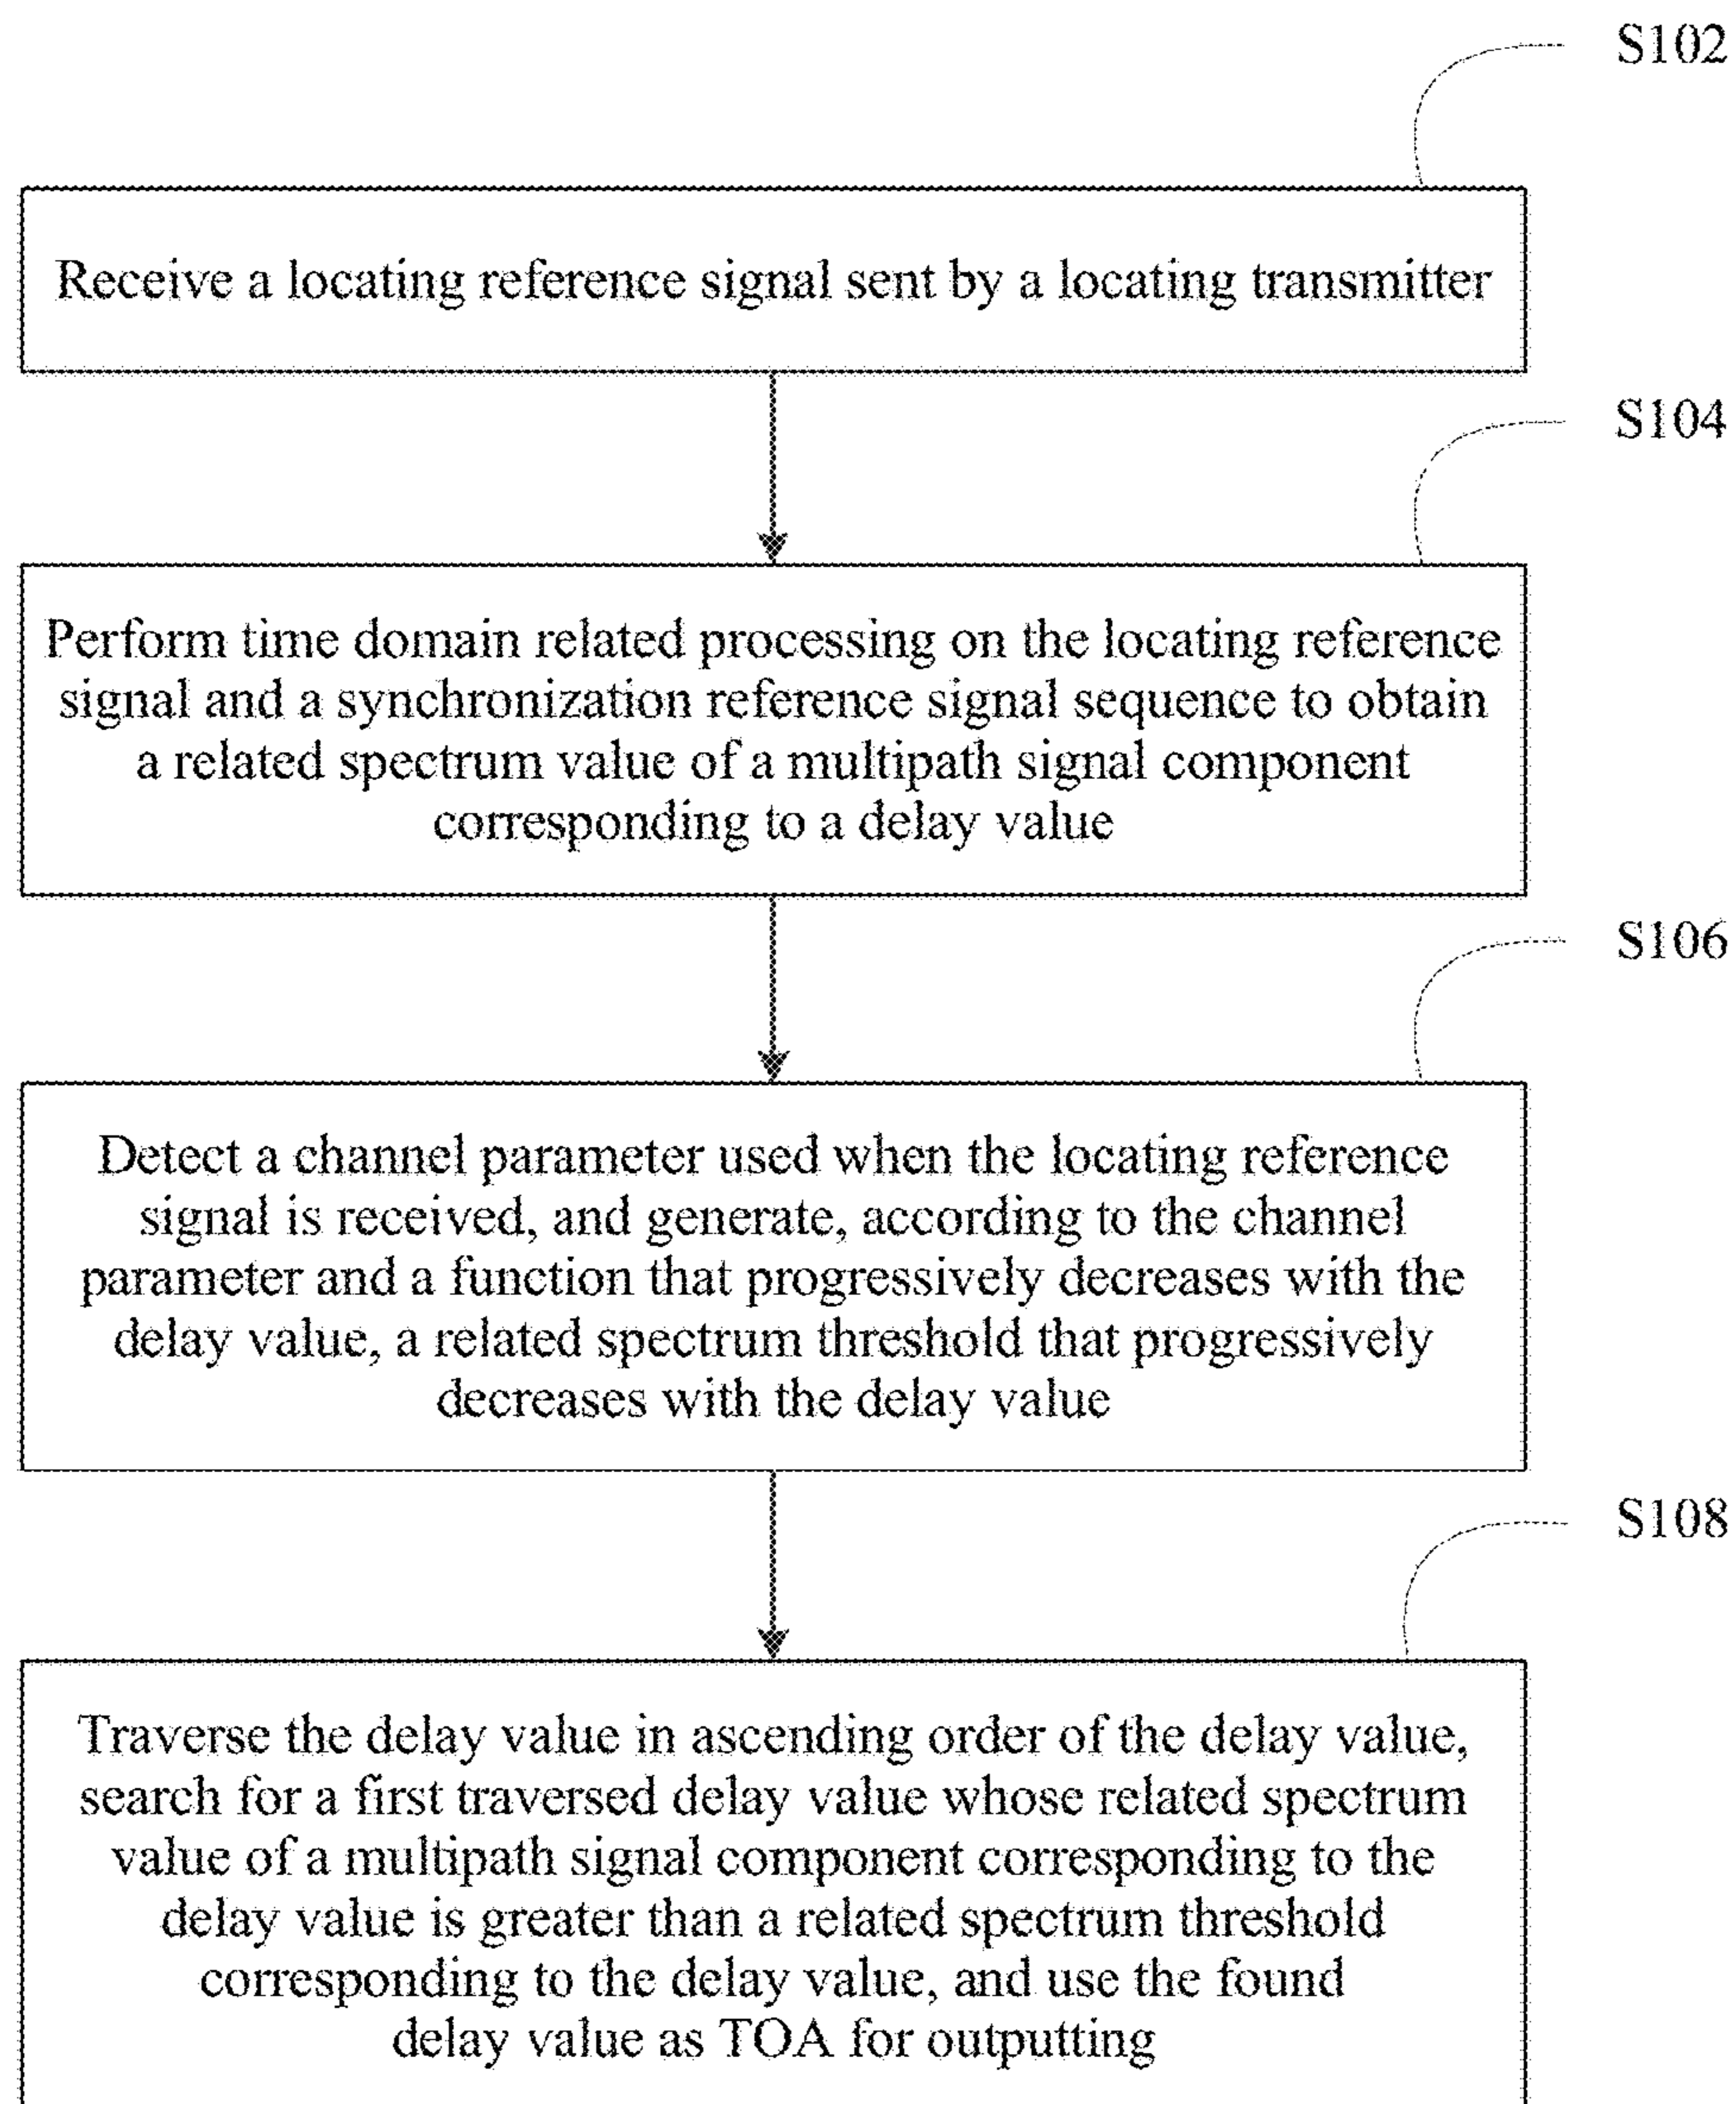 S102
Receive a locating reference signal sent by a locating transmitter
S104
Perform time domain related processing on the locating reference
signal and a synchronization reference signal sequence to obtain
a related spectrum value of a multipath signal component
corresponding to a delay value
S106
Detect a channel parameter used when the locating reference
signal is received, and generate, according to the channel
parameter and a function that progressively decreases with the
delay value, a related spectrum threshold that progressively
decreases with the delay value
S108
Traverse the delay value in ascending order of the delay value,
search for a first traversed delay value whose related spectrum
value of a multipath signal component corresponding to the
delay value is greater than a related spectrum threshold
corresponding to the delay value, and use the found
delay value as TOA for outputting